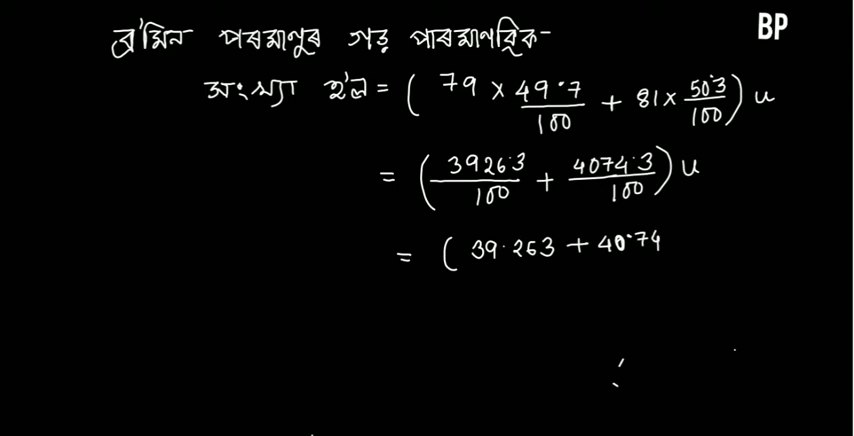 BP
ব্ৰ'মিন পৰমাণুৰ গড় পাৰমাণৱিক
সংখ্যা হ'ল = ( 79 × 49.7/100 + 81 × 50.3/100 ) u
= ( 3926.3/100 + 4074.3/100 ) u
= ( 39.263 + 40.74